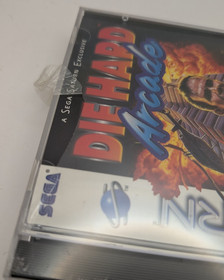 A SEGA SATURN EXCLUSIVE
DIE HARD
Arcade
SEGA